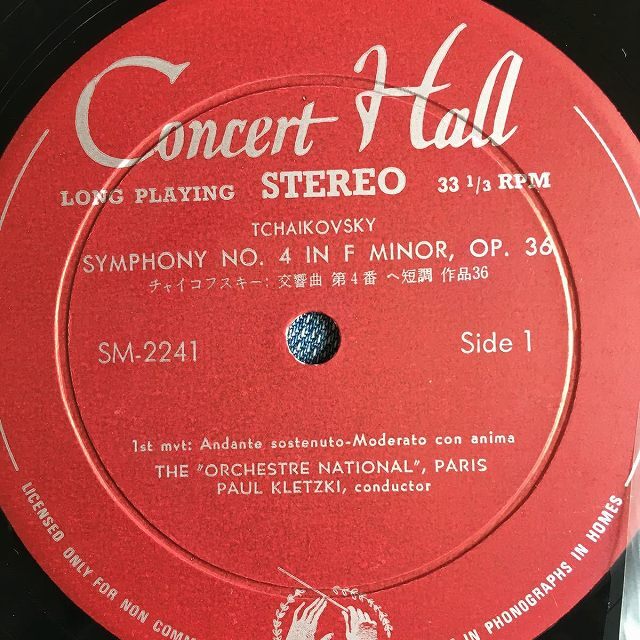 Concert Hall
LONG PLAYING STEREO 33 1/3 RPM
TCHAIKOVSKY
SYMPHONY NO. 4 IN F MINOR, OP. 36
チャイコフスキー: 交響曲 第4番 ヘ短調 作品36
SM-2241 Side 1
1st mvt: Andante sostenuto-Moderato con anima
THE "ORCHESTRE NATIONAL", PARIS
PAUL KLETZKI, conductor
LICENSED ONLY FOR NON
IN PHONOGRAPHS IN HOMES